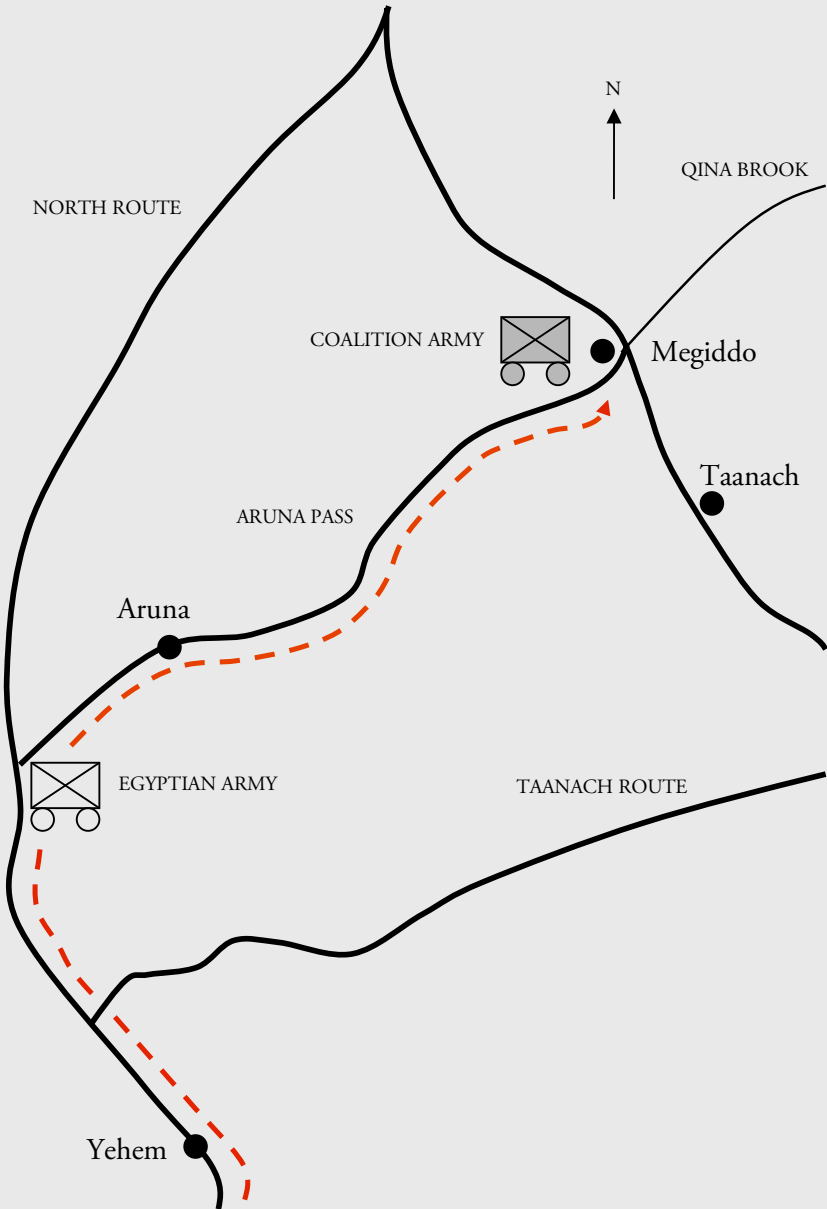 N
QINA BROOK
NORTH ROUTE
COALITION ARMY
Megiddo
Taanach
ARUNA PASS
Aruna
EGYPTIAN ARMY
TAANACH ROUTE
Yehem